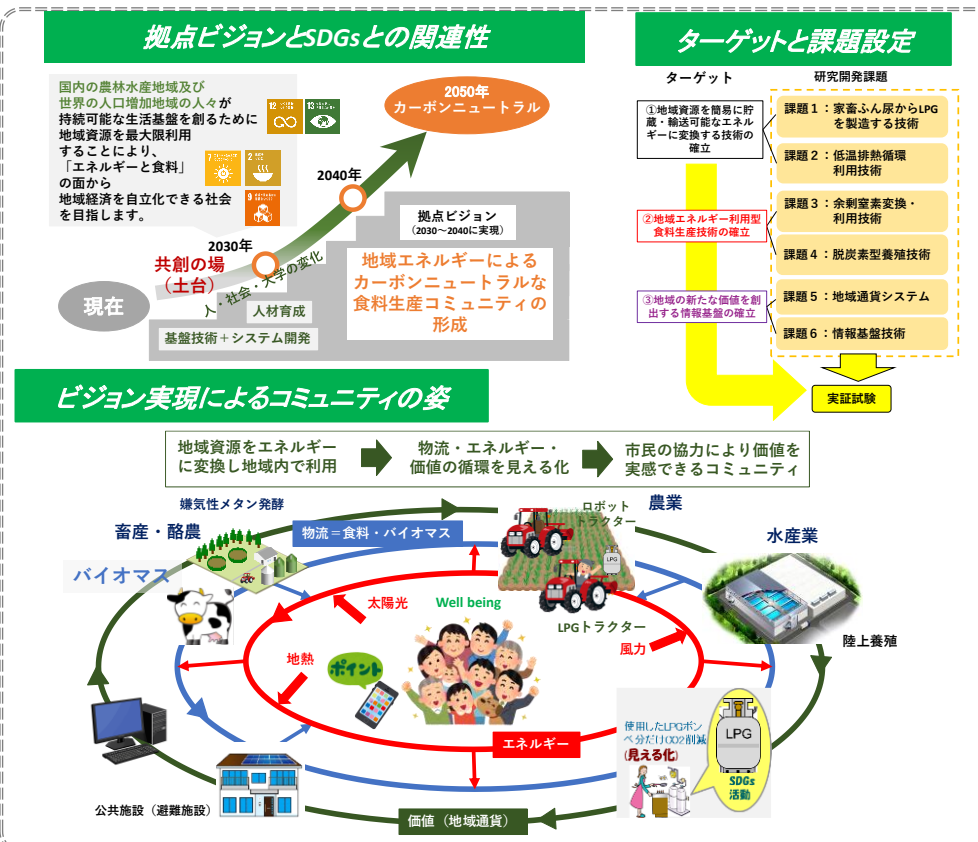 拠点ビジョンとSDGsとの関連性
国内の農林水産地域及び
世界の人口増加地域の人々が
持続可能な生活基盤を創るために
地域資源を最大限利用
することにより、
「エネルギーと食料」
の面から
地域経済を自立化できる社会
を目指します。
12
13
7
2
9
2050年
カーボンニュートラル
2040年
2030年
共創の場
（土台）
現在
人・社会・大学の変化
人材育成
基盤技術＋システム開発
拠点ビジョン
（2030～2040に実現）
地域エネルギーによる
カーボンニュートラルな
食料生産コミュニティの
形成
ターゲットと課題設定
ターゲット
研究開発課題
①地域資源を簡易に貯
蔵・輸送可能なエネル
ギーに変換する技術の
確立
②地域エネルギー利用型
食料生産技術の確立
③地域の新たな価値を創
出する情報基盤の確立
課題１：家畜ふん尿からLPG
を製造する技術
課題２：低温排熱循環
利用技術
課題３：余剰窒素変換・
利用技術
課題４：脱炭素型養殖技術
課題５：地域通貨システム
課題６：情報基盤技術
実証試験
ビジョン実現によるコミュニティの姿
地域資源をエネルギー
に変換し地域内で利用
物流・エネルギー・
価値の循環を見える化
市民の協力により価値を
実感できるコミュニティ
嫌気性メタン発酵
畜産・酪農
バイオマス
物流＝食料・バイオマス
ロボット
トラクター
農業
LPG
水産業
陸上養殖
太陽光
Well being
LPGトラクター
風力
地熱
ポイント
エネルギー
使用したLPGボン
ベ分だけCO2削減
(見える化)
LPG
SDGs
活動
公共施設（避難施設）
価値（地域通貨）